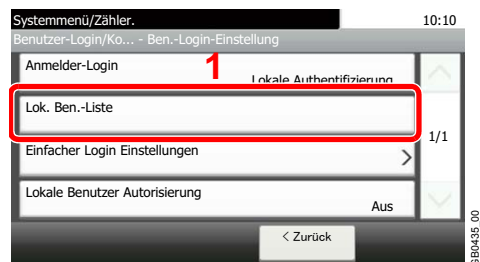 Systemmenü/Zähler.
10:10
Benutzer-Login/Ko... - Ben.-Login-Einstellung
Anmelder-Login
1
Lokale Authentifizierung
Lok. Ben.-Liste
1/1
Einfacher Login Einstellungen
>
Lokale Benutzer Autorisierung
Aus
< Zurück
GB0435_00